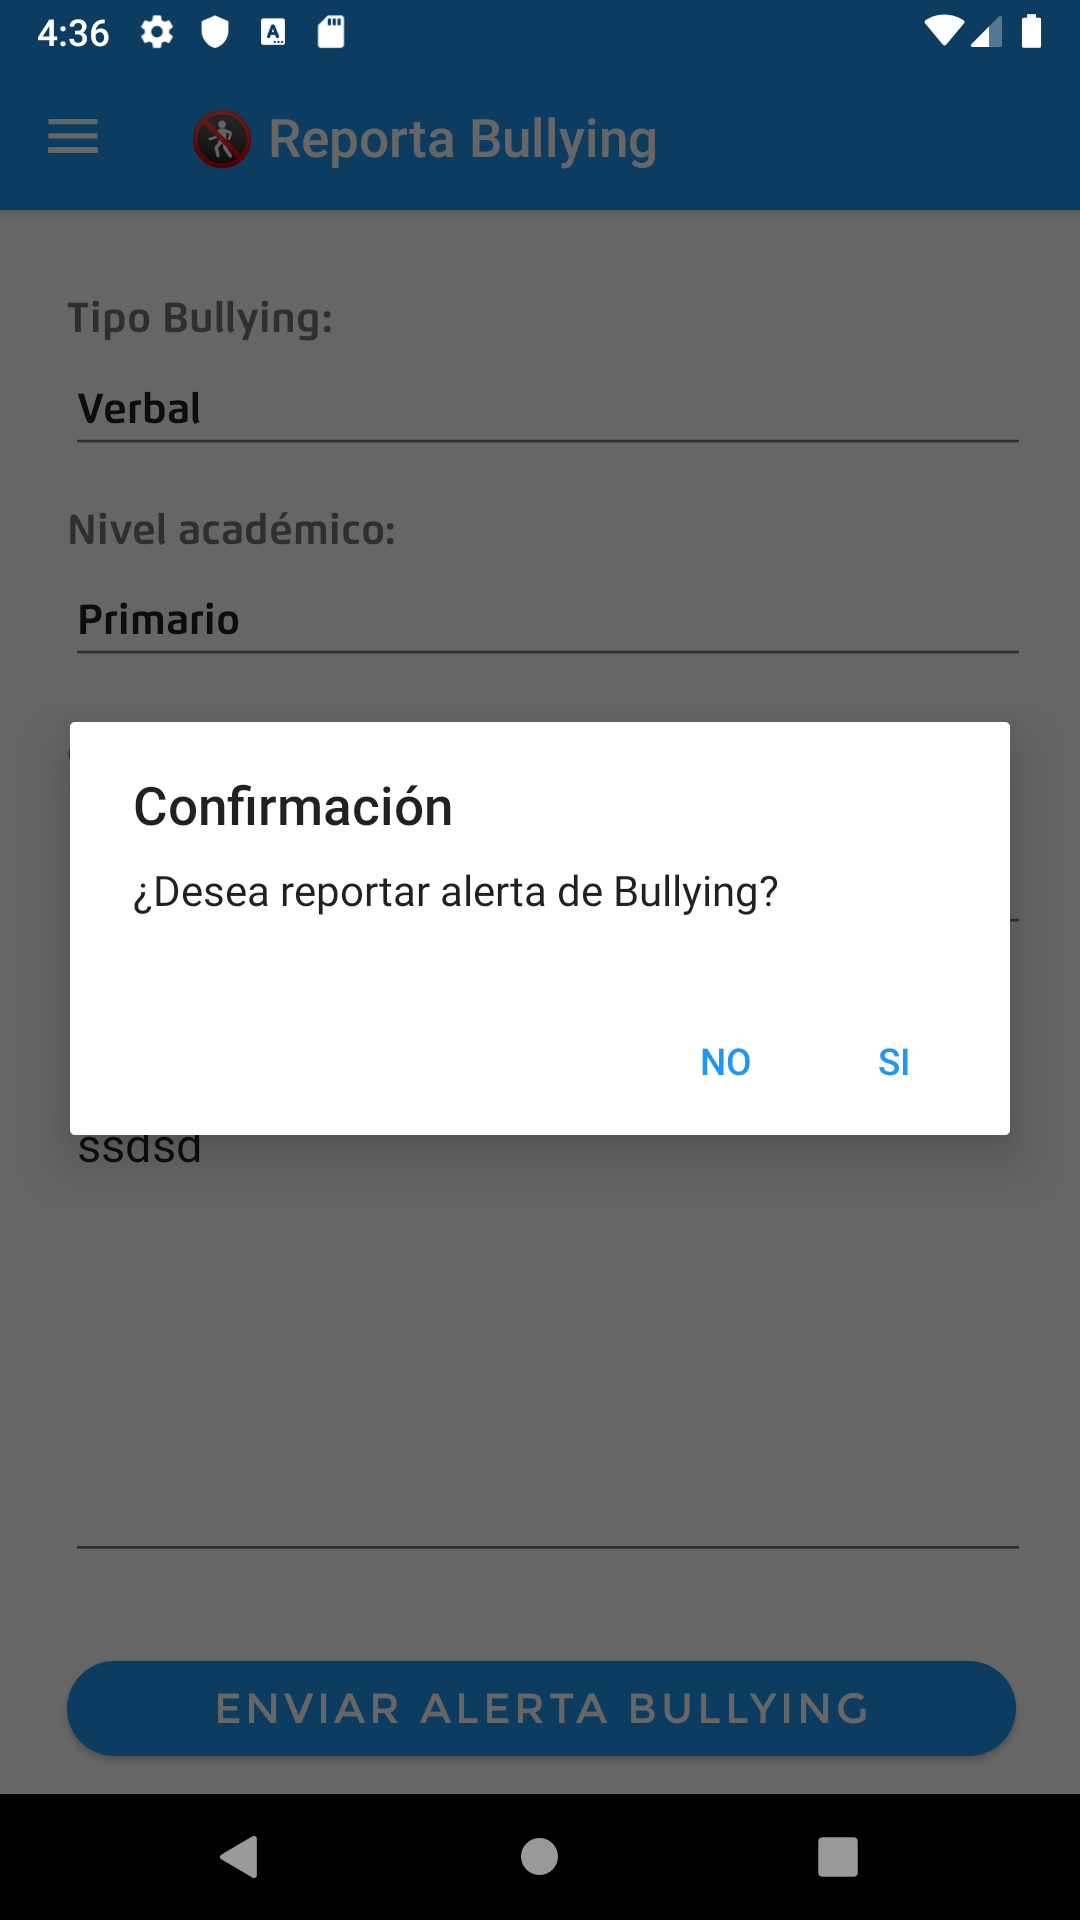 4:36
Reporta Bullying
Tipo Bullying:
Verbal
Nivel académico:
Primario
Confirmación
¿Desea reportar alerta de Bullying?
NO SI
ssdsd
ENVIAR ALERTA BULLYING